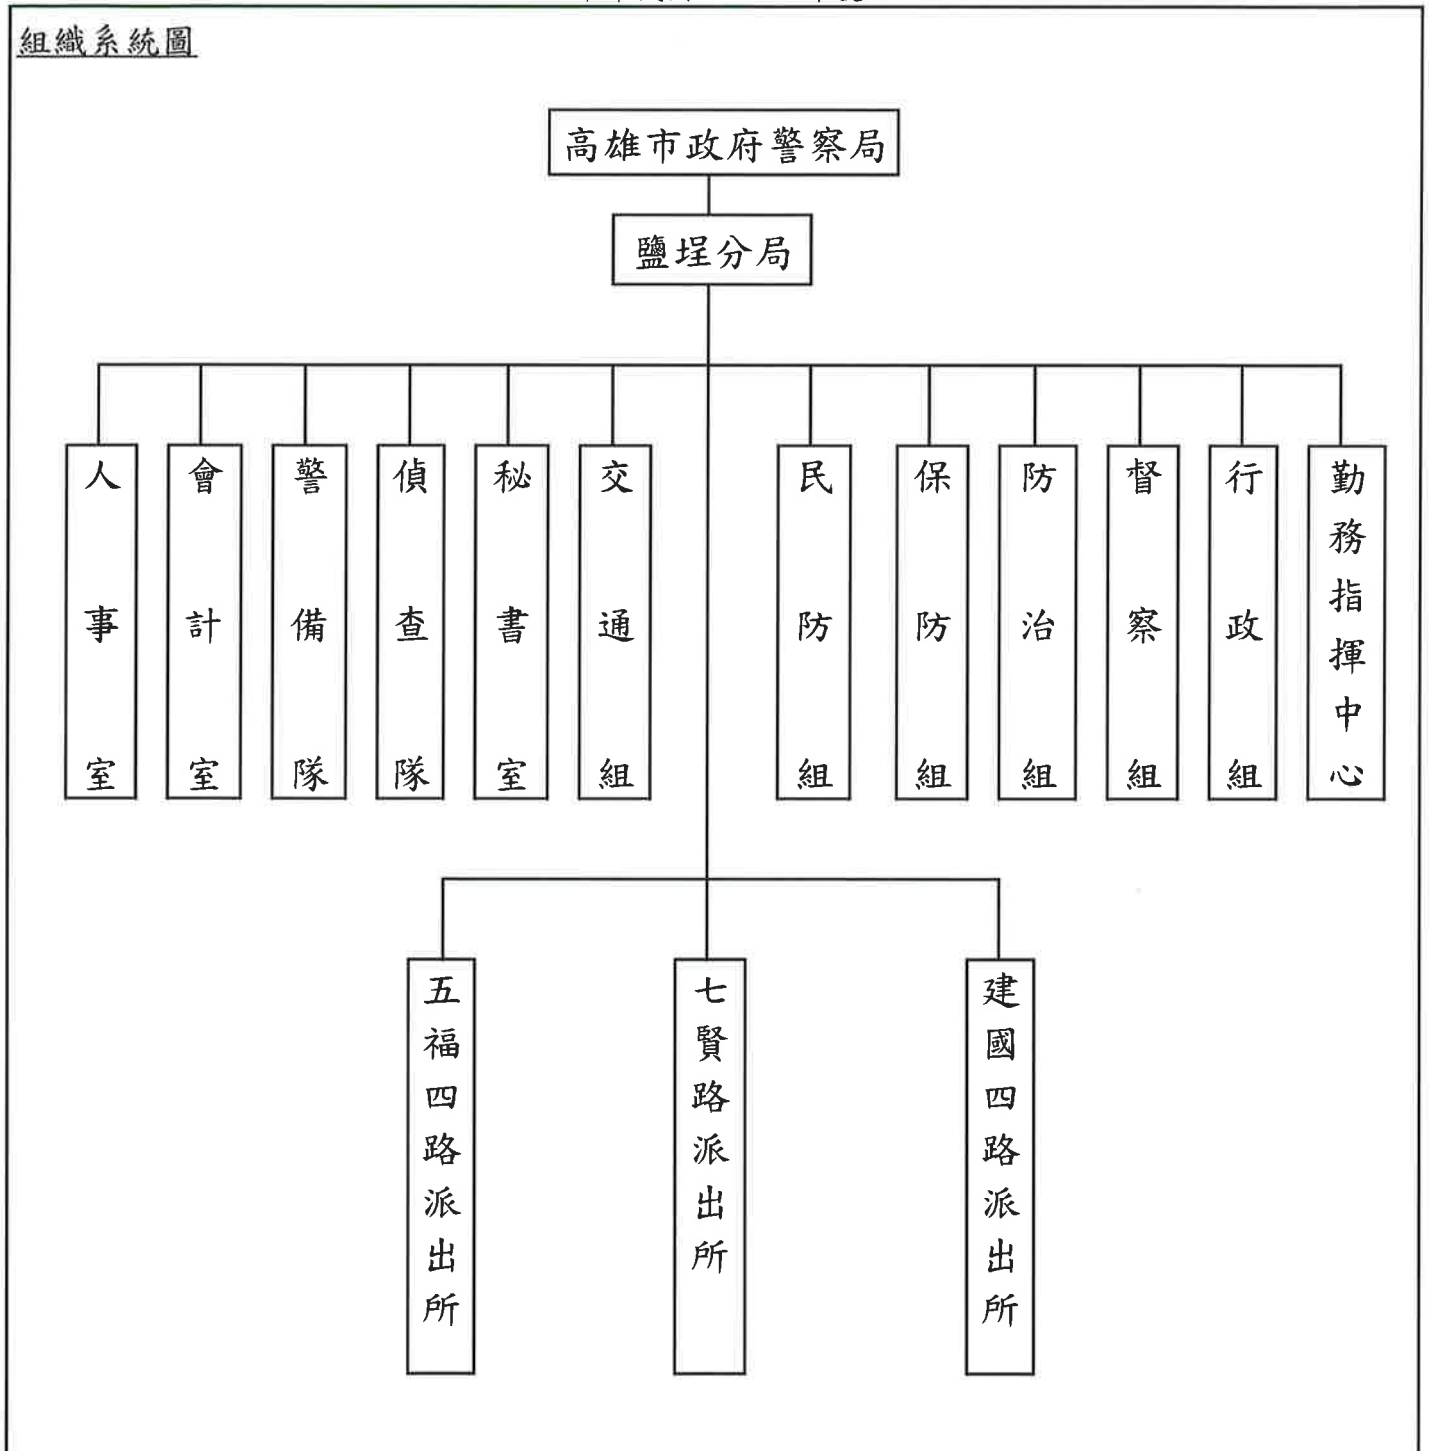 組織系統圖
高雄市政府警察局
鹽埕分局
人事室
會計室
警備隊
偵查隊
秘書室
交通組
民防組
保防組
防治組
督察組
行政組
勤務指揮中心
五福四路派出所
七賢路派出所
建國四路派出所